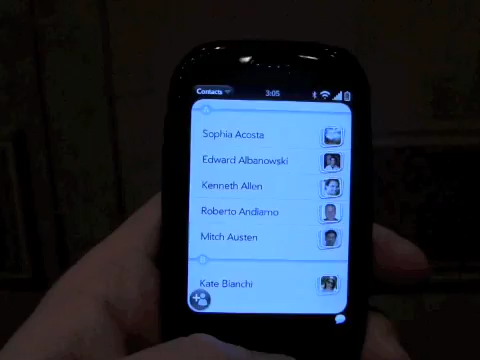 Contacts
3:05
A
Sophia Acosta
Edward Albanowski
Kenneth Allen
Roberto Andiamo
Mitch Austen
B
Kate Bianchi